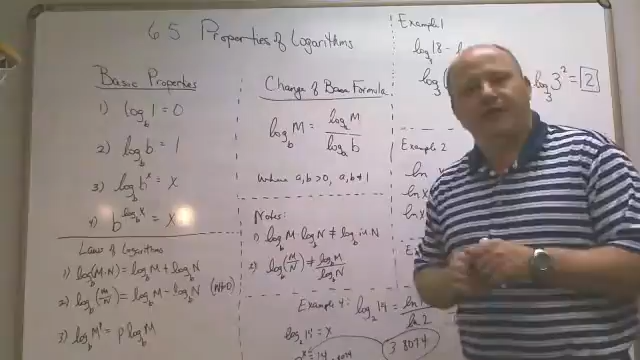 6.5 Properties of Logarithms
Basic Properties
1) log_b 1 = 0
2) log_b b = 1
3) log_b b^x = x
4) b^(log_b x) = x
Laws of Logarithms
1) log_b (M·N) = log_b M + log_b N
2) log_b (M/N) = log_b M - log_b N (N≠0)
3) log_b M^p = p log_b M
Change of Base Formula
log_b M = log_a M / log_a b
where a,b>0, a,b≠1
Notes:
1) log_b M · log_b N ≠ log_b M·N
2) log_b (M/N) ≠ log_b M / log_b N
Example 4: log_2 14 =
ln 2
log_2 14 = x
3.8074
Example 1
log_3 18 -
log_3
log_3 3^2 = 2
Example 2
ln
ln x
ln x